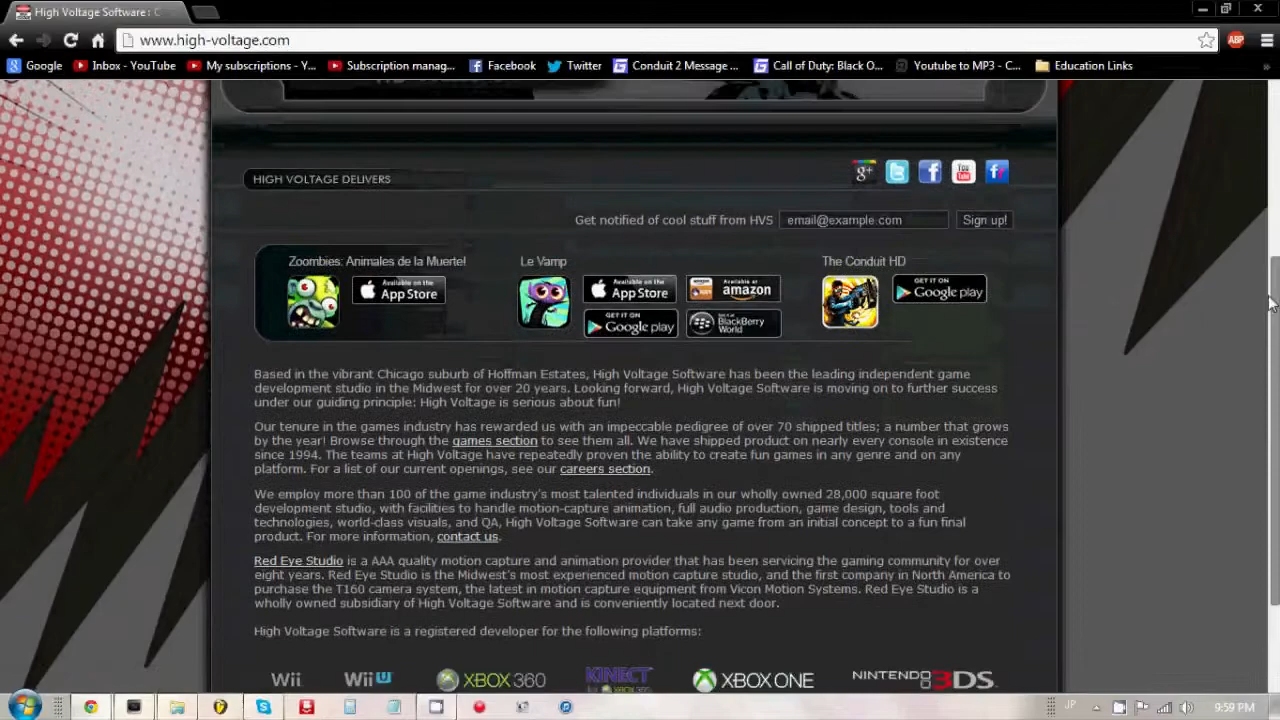 High Voltage Software : C
www.high-voltage.com
ABP
Google
Inbox - YouTube
My subscriptions - Y...
Subscription manag...
Facebook
Twitter
Conduit 2 Message ...
Call of Duty: Black O...
Youtube to MP3 - C...
Education Links
»
HIGH VOLTAGE DELIVERS
g+
You Tube
Get notified of cool stuff from HVS
email@example.com
Sign up!
Zoombies: Animales de la Muerte!
Le Vamp
The Conduit HD
Available on the App Store
Available on the App Store
Available at amazon
GET IT ON Google play
GET IT ON Google play
BlackBerry World
Based in the vibrant Chicago suburb of Hoffman Estates, High Voltage Software has been the leading independent game
development studio in the Midwest for over 20 years. Looking forward, High Voltage Software is moving on to further success
under our guiding principle: High Voltage is serious about fun!
Our tenure in the games industry has rewarded us with an impeccable pedigree of over 70 shipped titles; a number that grows
by the year! Browse through the games section to see them all. We have shipped product on nearly every console in existence
since 1994. The teams at High Voltage have repeatedly proven the ability to create fun games in any genre and on any
platform. For a list of our current openings, see our careers section.
We employ more than 100 of the game industry's most talented individuals in our wholly owned 28,000 square foot
development studio, with facilities to handle motion-capture animation, full audio production, game design, tools and
technologies, world-class visuals, and QA, High Voltage Software can take any game from an initial concept to a fun final
product. For more information, contact us.
Red Eye Studio is a AAA quality motion capture and animation provider that has been servicing the gaming community for over
eight years. Red Eye Studio is the Midwest's most experienced motion capture studio, and the first company in North America to
purchase the T160 camera system, the latest in motion capture equipment from Vicon Motion Systems. Red Eye Studio is a
wholly owned subsidiary of High Voltage Software and is conveniently located next door.
High Voltage Software is a registered developer for the following platforms:
Wii
Wii U
XBOX 360
KINECT
XBOX ONE
NINTENDO 3DS
JP
9:59 PM